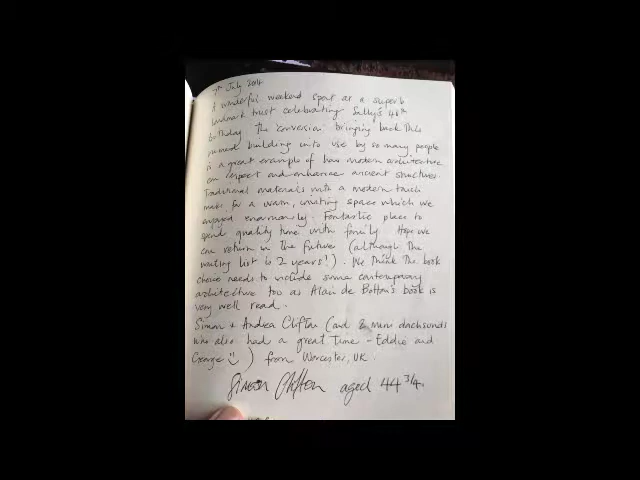 7th July 2014
A wonderful weekend spent at a superb
landmark trust celebrating Sally's 40th
birthday. The 'conversion' bringing back this
ruined building into use by so many people
is a great example of how modern architecture
can respect and enhance ancient structures.
Traditional materials with a modern touch
make for a warm, inviting space which we
enjoyed enormously. Fantastic place to
spend quality time with family. Hope we
can return in the future (although the
waiting list is 2 years!). We think the book
choice needs to include some contemporary
architecture too as Alain de Botton's book is
very well read.
Simon + Andrea Clifton (and 2 mini dachsunds
who also had a great time - Eddie and
George ☺) from Worcester, UK.
Simon Clifton aged 44 3/4.